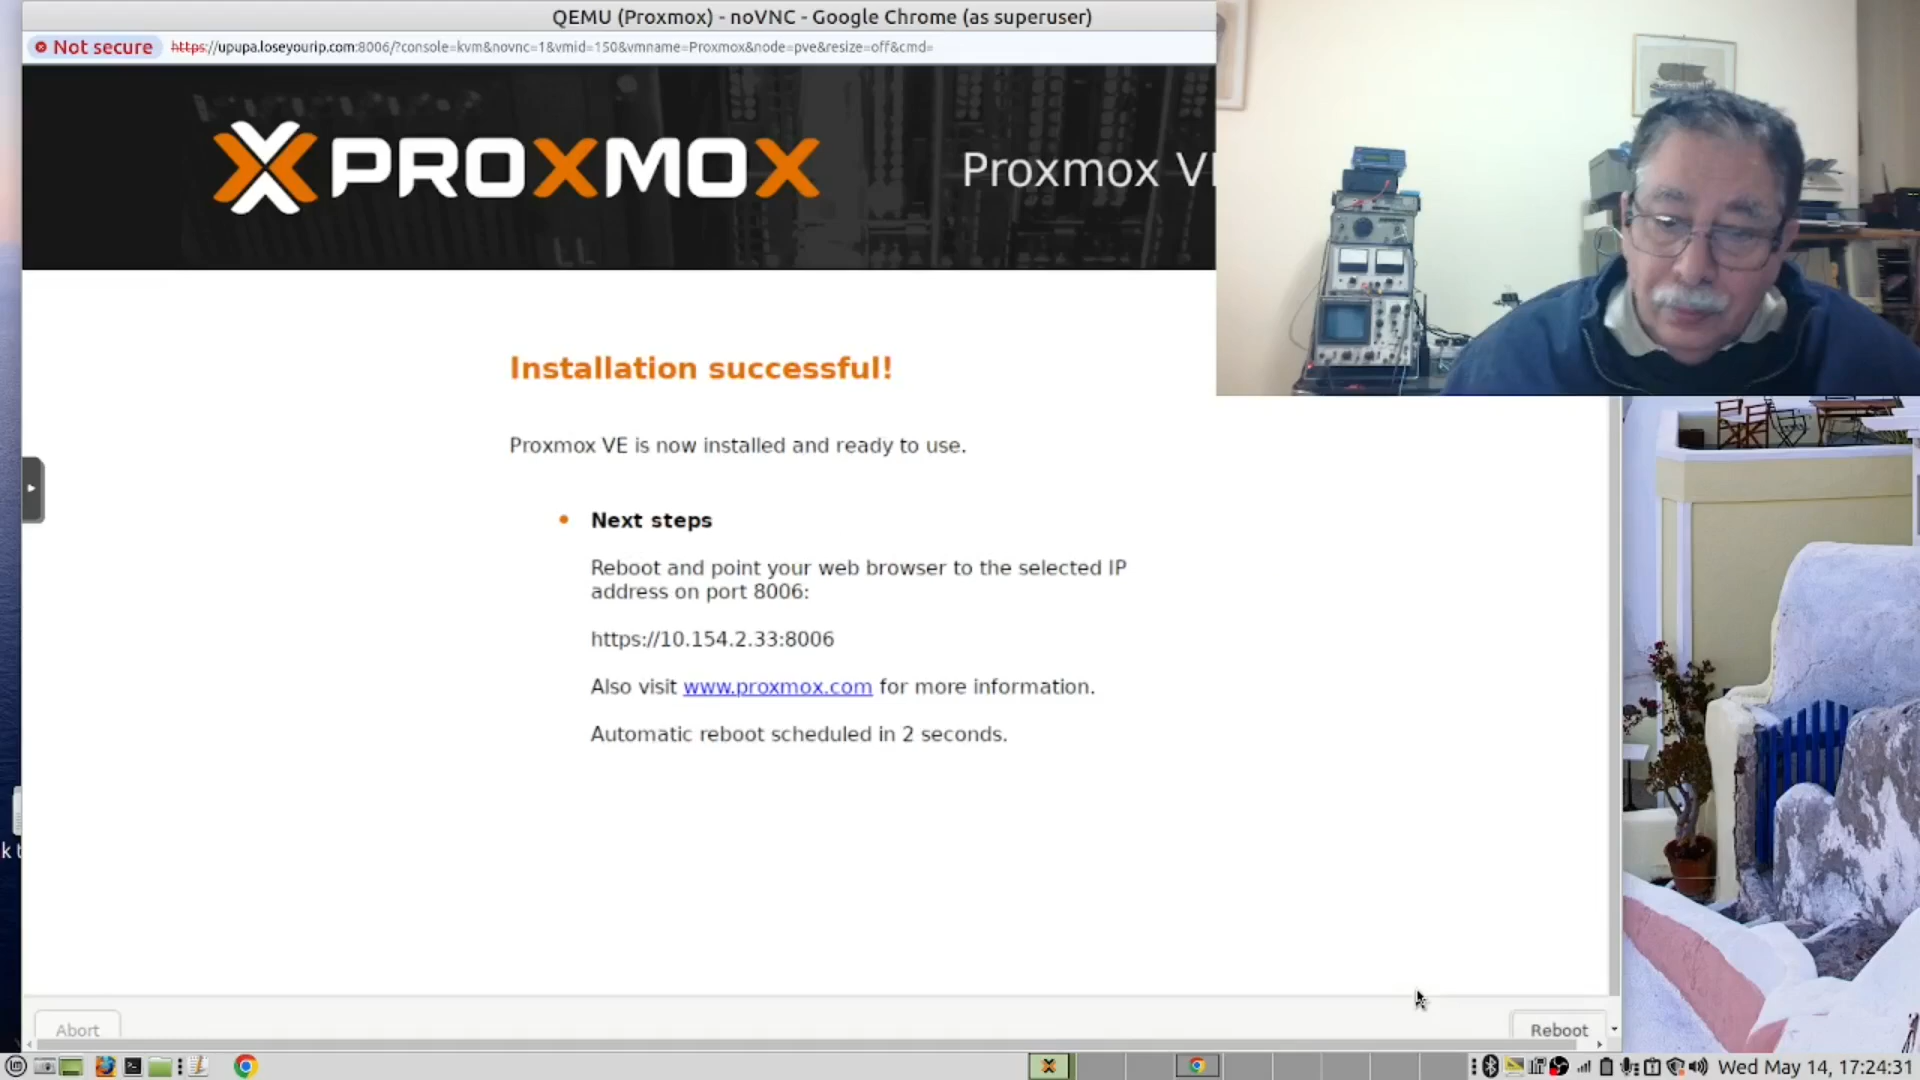 QEMU (Proxmox) - noVNC - Google Chrome (as superuser)
Not secure https://upupa.loseyourip.com:8006/?console=kvm&novnc=1&vmid=150&vmname=Proxmox&node=pve&resize=off&cmd=
PROXMOX
Proxmox VE
Installation successful!
Proxmox VE is now installed and ready to use.
Next steps
Reboot and point your web browser to the selected IP
address on port 8006:
https://10.154.2.33:8006
Also visit www.proxmox.com for more information.
Automatic reboot scheduled in 2 seconds.
k t
Abort
Reboot
Wed May 14, 17:24:31